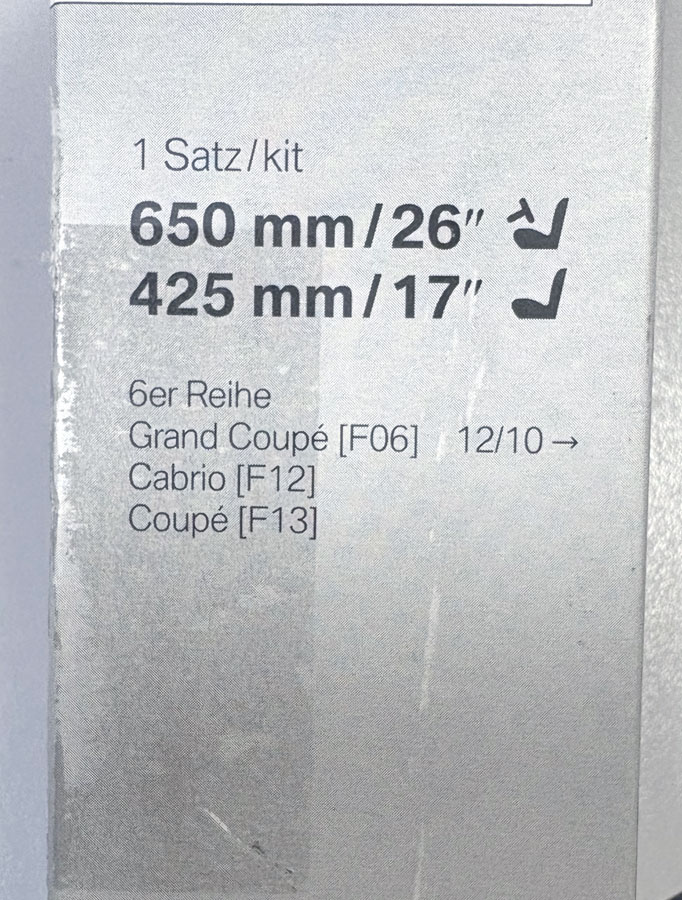 1 Satz/kit
650 mm/26″
425 mm/17″
6er Reihe
Grand Coupé [F06] 12/10→
Cabrio [F12]
Coupé [F13]